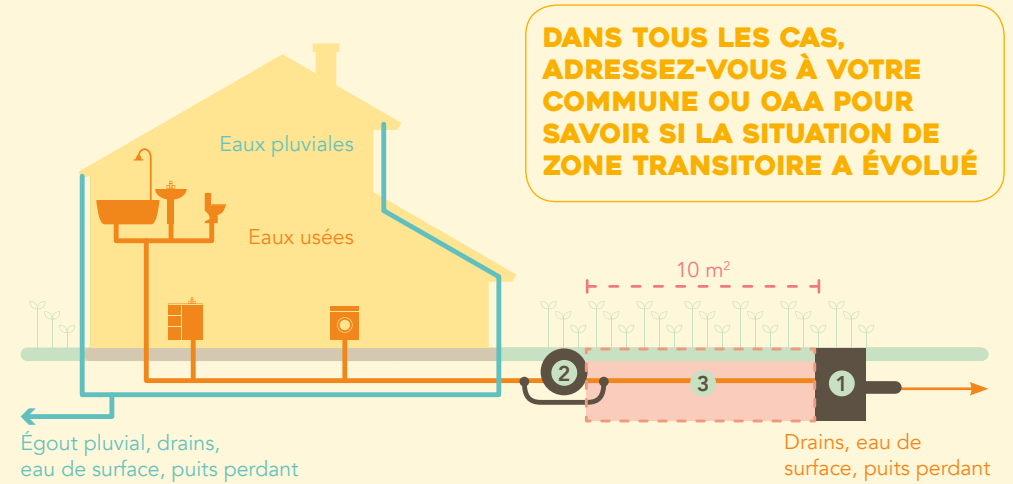 DANS TOUS LES CAS,
ADRESSEZ-VOUS À VOTRE
COMMUNE OU OAA POUR
SAVOIR SI LA SITUATION DE
ZONE TRANSITOIRE A ÉVOLUÉ
Eaux pluviales
Eaux usées
10 m²
2
3
1
Égout pluvial, drains,
eau de surface, puits perdant
Drains, eau de
surface, puits perdant